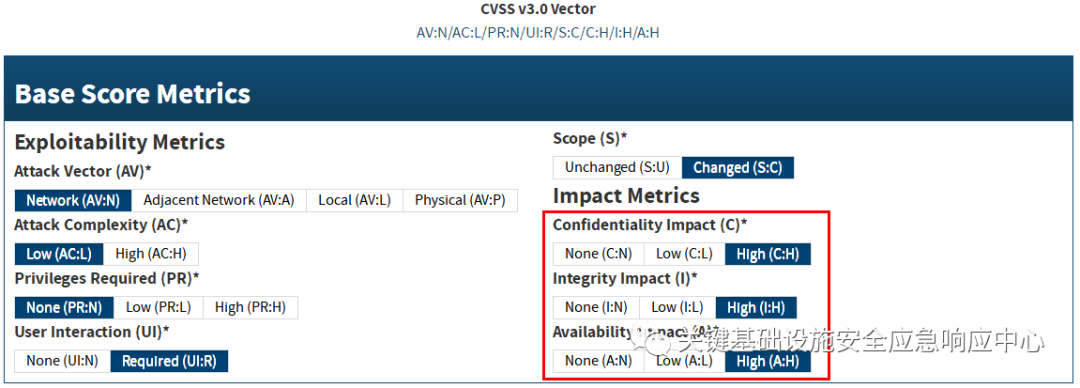 CVSS v3.0 Vector
AV:N/AC:L/PR:N/UI:R/S:C/C:H/I:H/A:H
Base Score Metrics
Exploitability Metrics
Attack Vector (AV)*
Network (AV:N) Adjacent Network (AV:A) Local (AV:L) Physical (AV:P)
Attack Complexity (AC)*
Low (AC:L) High (AC:H)
Privileges Required (PR)*
None (PR:N) Low (PR:L) High (PR:H)
User Interaction (UI)*
None (UI:N) Required (UI:R)
Scope (S)*
Unchanged (S:U) Changed (S:C)
Impact Metrics
Confidentiality Impact (C)*
None (C:N) Low (C:L) High (C:H)
Integrity Impact (I)*
None (I:N) Low (I:L) High (I:H)
Availability Impact (A)*
None (A:N) Low (A:L) High (A:H)
关键基础设施安全应急响应中心